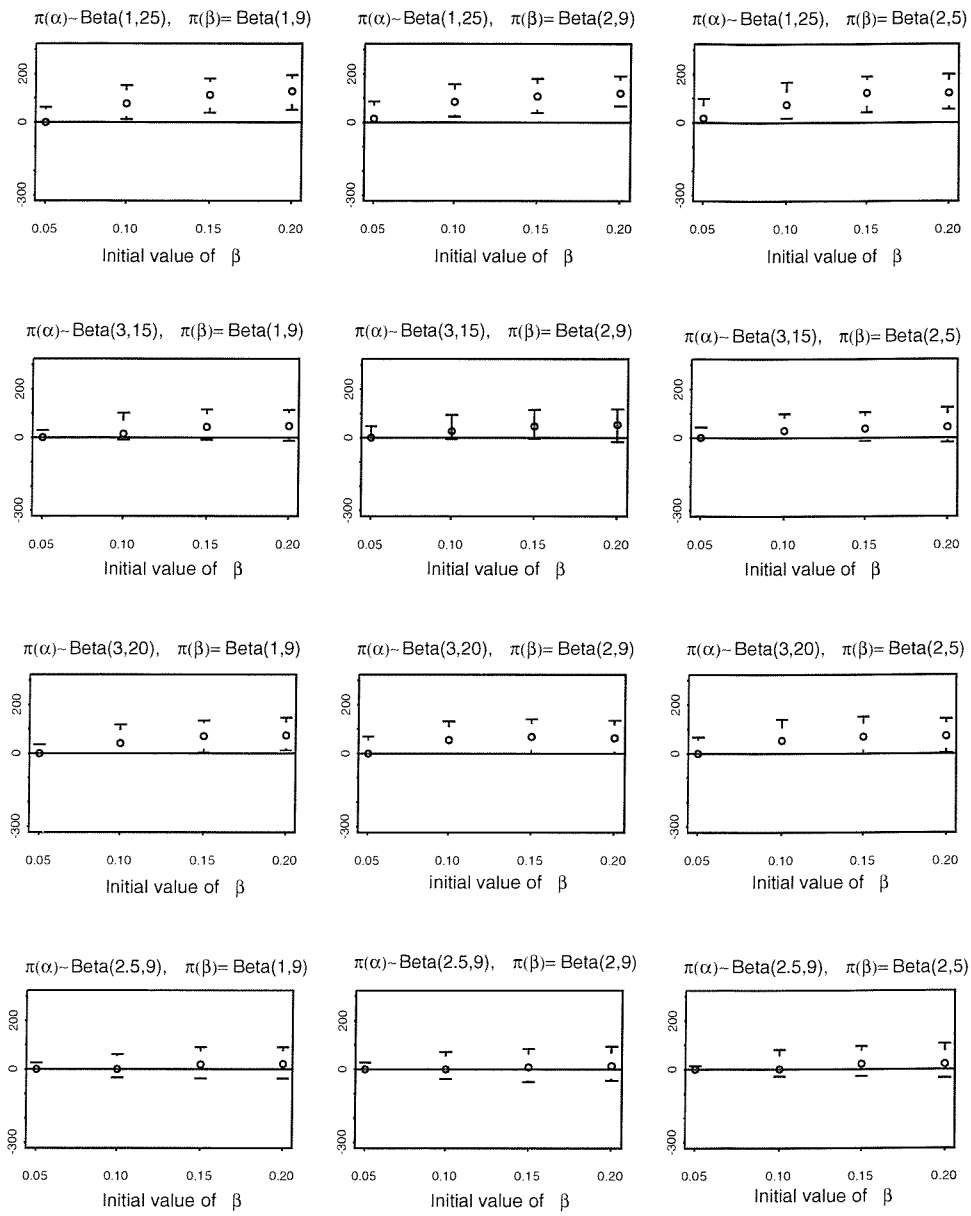 π(α)~Beta(1,25), π(β)=Beta(1,9)
200
0
-300
0.05 0.10 0.15 0.20
Initial value of β
π(α)~Beta(1,25), π(β)=Beta(2,9)
200
0
-300
0.05 0.10 0.15 0.20
Initial value of β
π(α)~Beta(1,25), π(β)=Beta(2,5)
200
0
-300
0.05 0.10 0.15 0.20
Initial value of β
π(α)~Beta(3,15), π(β)=Beta(1,9)
200
0
-300
0.05 0.10 0.15 0.20
Initial value of β
π(α)~Beta(3,15), π(β)=Beta(2,9)
200
0
-300
0.05 0.10 0.15 0.20
Initial value of β
π(α)~Beta(3,15), π(β)=Beta(2,5)
200
0
-300
0.05 0.10 0.15 0.20
Initial value of β
π(α)~Beta(3,20), π(β)=Beta(1,9)
200
0
-300
0.05 0.10 0.15 0.20
Initial value of β
π(α)~Beta(3,20), π(β)=Beta(2,9)
200
0
-300
0.05 0.10 0.15 0.20
initial value of β
π(α)~Beta(3,20), π(β)=Beta(2,5)
200
0
-300
0.05 0.10 0.15 0.20
Initial value of β
π(α)~Beta(2.5,9), π(β)=Beta(1,9)
200
0
-300
0.05 0.10 0.15 0.20
Initial value of β
π(α)~Beta(2.5,9), π(β)=Beta(2,9)
200
0
-300
0.05 0.10 0.15 0.20
Initial value of β
π(α)~Beta(2.5,9), π(β)=Beta(2,5)
200
0
-300
0.05 0.10 0.15 0.20
Initial value of β